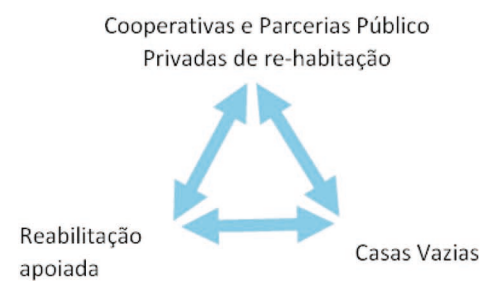 Cooperativas e Parcerias Público
Privadas de re-habitação
Reabilitação
apoiada
Casas Vazias